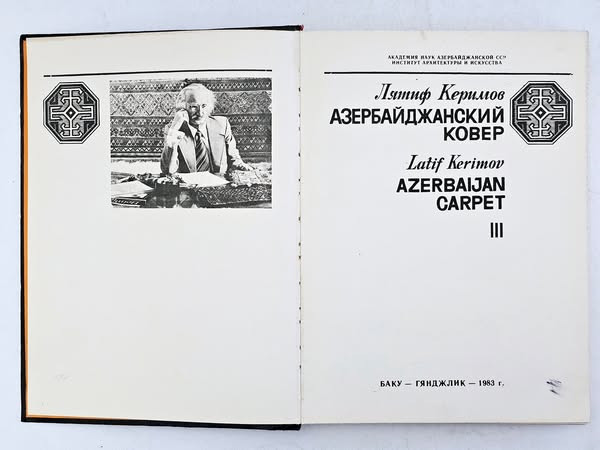 АКАДЕМИЯ НАУК АЗЕРБАЙДЖАНСКОЙ ССР
ИНСТИТУТ АРХИТЕКТУРЫ И ИСКУССТВА
Лятиф Керимов
АЗЕРБАЙДЖАНСКИЙ
КОВЕР
Latif Kerimov
AZERBAIJAN
CARPET
III
БАКУ — ГЯНДЖЛИК — 1983 г.